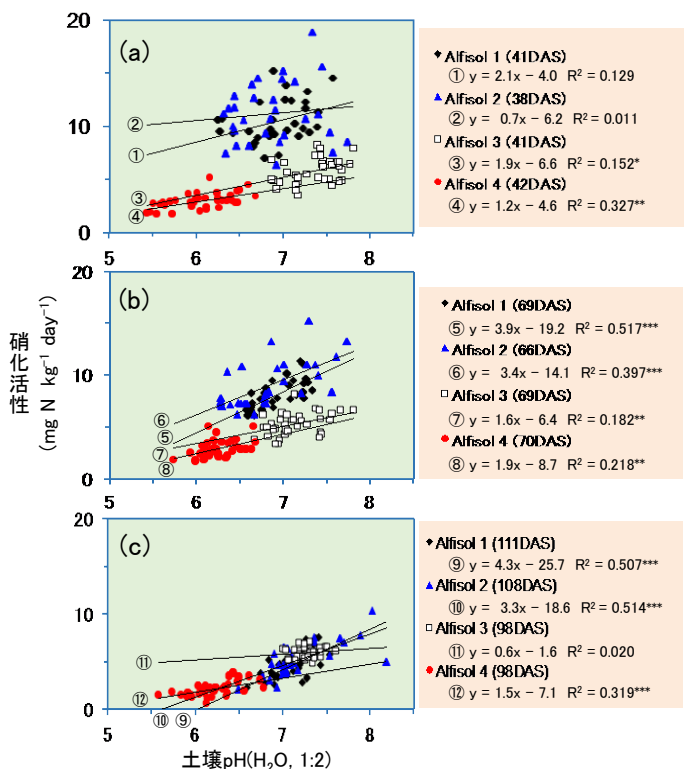 (a)
20
10
0
②
①
③
④
5
6
7
8
Alfisol 1 (41DAS)
① y = 2.1x − 4.0 R² = 0.129
Alfisol 2 (38DAS)
② y = 0.7x − 6.2 R² = 0.011
Alfisol 3 (41DAS)
③ y = 1.9x − 6.6 R² = 0.152*
Alfisol 4 (42DAS)
④ y = 1.2x − 4.6 R² = 0.327**
(b)
20
10
0
⑥
⑤
⑦
⑧
5
6
7
8
Alfisol 1 (69DAS)
⑤ y = 3.9x − 19.2 R² = 0.517***
Alfisol 2 (66DAS)
⑥ y = 3.4x − 14.1 R² = 0.397***
Alfisol 3 (69DAS)
⑦ y = 1.6x − 6.4 R² = 0.182**
Alfisol 4 (70DAS)
⑧ y = 1.9x − 8.7 R² = 0.218**
硝化活性
(mg N kg⁻¹ day⁻¹)
(c)
20
10
0
⑪
⑫
⑩
⑨
5
6
7
8
Alfisol 1 (111DAS)
⑨ y = 4.3x − 25.7 R² = 0.507***
Alfisol 2 (108DAS)
⑩ y = 3.3x − 18.6 R² = 0.514***
Alfisol 3 (98DAS)
⑪ y = 0.6x − 1.6 R² = 0.020
Alfisol 4 (98DAS)
⑫ y = 1.5x − 7.1 R² = 0.319***
土壌pH(H₂O, 1:2)